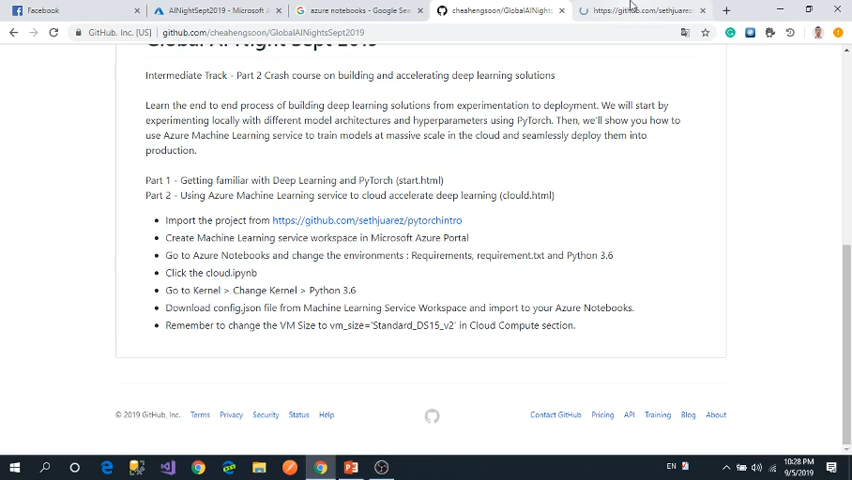 Facebook
AINightSept2019 - Microsoft A
azure notebooks - Google Sea
cheahengsoon/GlobalAINights
https://github.com/sethjuarez
GitHub, Inc. [US]
github.com/cheahengsoon/GlobalAINightsSept2019
Global AI Night Sept 2019
Intermediate Track - Part 2 Crash course on building and accelerating deep learning solutions
Learn the end to end process of building deep learning solutions from experimentation to deployment. We will start by
experimenting locally with different model architectures and hyperparameters using PyTorch. Then, we'll show you how to
use Azure Machine Learning service to train models at massive scale in the cloud and seamlessly deploy them into
production.
Part 1 - Getting familiar with Deep Learning and PyTorch (start.html)
Part 2 - Using Azure Machine Learning service to cloud accelerate deep learning (clould.html)
Import the project from https://github.com/sethjuarez/pytorchintro
Create Machine Learning service workspace in Microsoft Azure Portal
Go to Azure Notebooks and change the environments : Requirements, requirement.txt and Python 3.6
Click the cloud.ipynb
Go to Kernel > Change Kernel > Python 3.6
Download config.json file from Machine Learning Service Workspace and import to your Azure Notebooks.
Remember to change the VM Size to vm_size='Standard_DS15_v2' in Cloud Compute section.
© 2019 GitHub, Inc. Terms Privacy Security Status Help
Contact GitHub Pricing API Training Blog About
EN
10:28 PM
9/5/2019